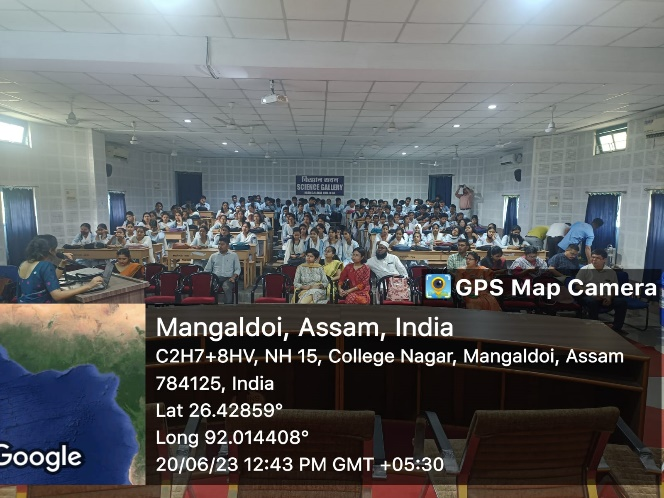 বিজ্ঞান ভৱন
SCIENCE GALLERY
GPS Map Camera
Mangaldoi, Assam, India
C2H7+8HV, NH 15, College Nagar, Mangaldoi, Assam
784125, India
Lat 26.42859°
Long 92.014408°
20/06/23 12:43 PM GMT +05:30
Google